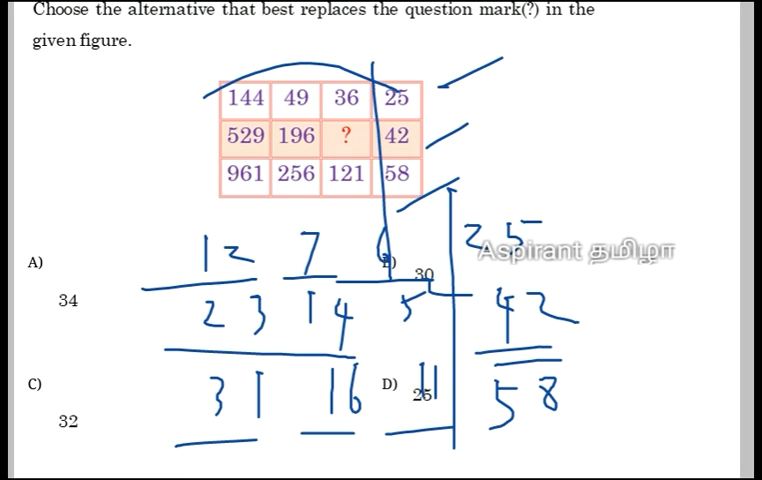 Choose the alternative that best replaces the question mark(?) in the
given figure.
144 49 36 25
529 196 ? 42
961 256 121 58
12 7 6 25
Aspirant தமிழா
A) 30
34
23 14 5 42
C) D) 25
31 16 11 58
32